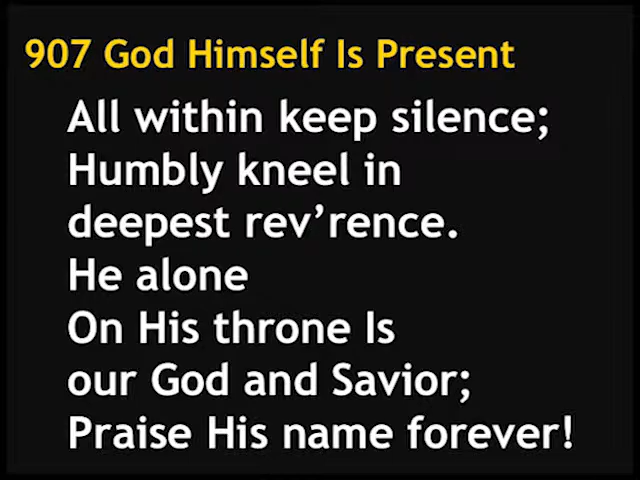 907 God Himself Is Present
All within keep silence;
Humbly kneel in
deepest rev’rence.
He alone
On His throne Is
our God and Savior;
Praise His name forever!